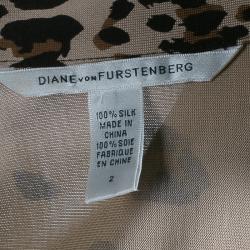 DIANE VON FURSTENBERG
100% SILK
MADE IN
CHINA
100% SOIE
FABRIQUE
EN CHINE
2